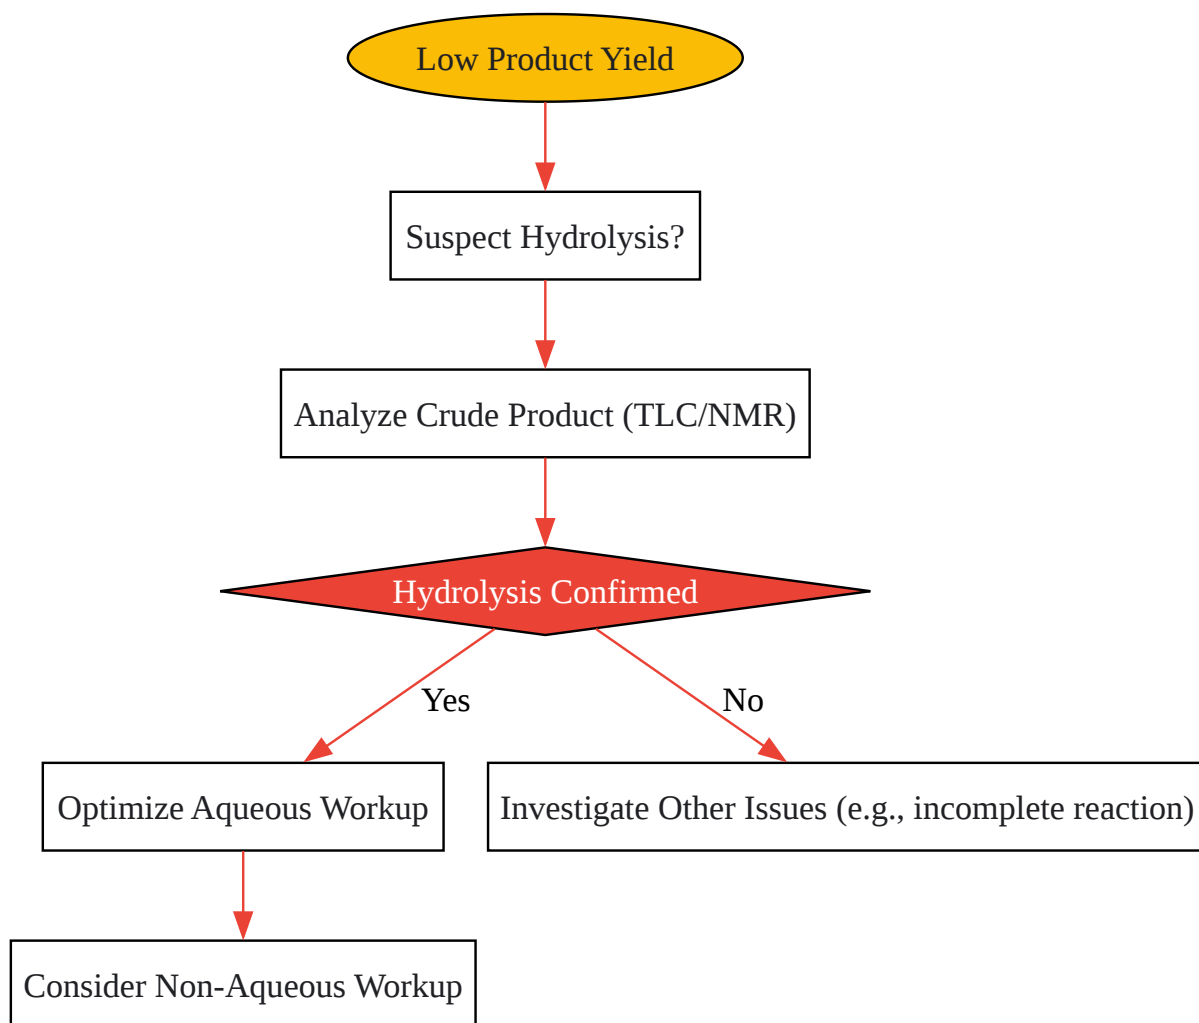 Low Product Yield
Suspect Hydrolysis?
Analyze Crude Product (TLC/NMR)
Hydrolysis Confirmed
Yes
No
Optimize Aqueous Workup
Investigate Other Issues (e.g., incomplete reaction)
Consider Non-Aqueous Workup